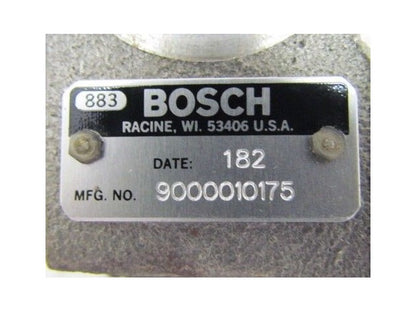 883 BOSCH
RACINE, WI. 53406 U.S.A.
DATE: 182
MFG. NO. 9000010175